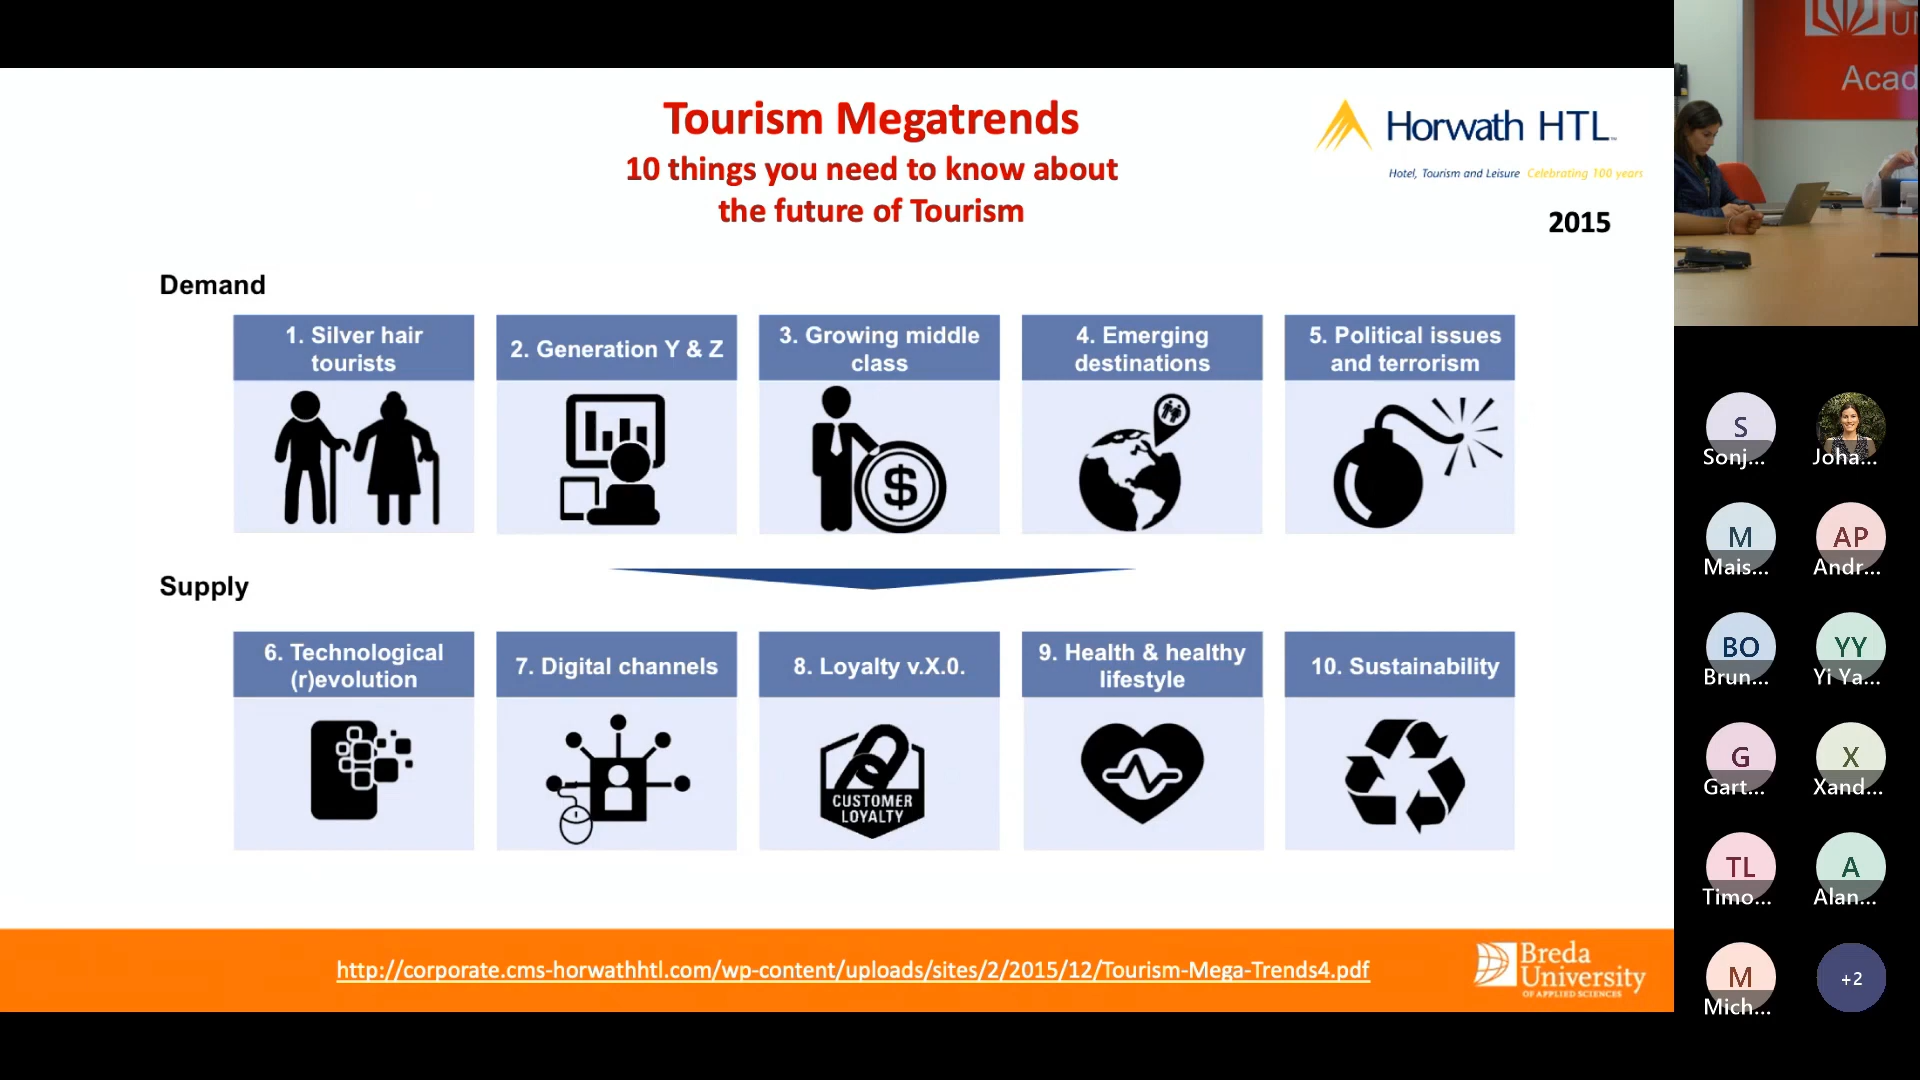 Tourism Megatrends
10 things you need to know about
the future of Tourism
Horwath HTL™
Hotel, Tourism and Leisure Celebrating 100 years
2015
Demand
1. Silver hair
tourists
2. Generation Y & Z
3. Growing middle
class
4. Emerging
destinations
5. Political issues
and terrorism
$
Supply
6. Technological
(r)evolution
7. Digital channels
8. Loyalty v.X.0.
9. Health & healthy
lifestyle
10. Sustainability
CUSTOMER
LOYALTY
http://corporate.cms-horwathhtl.com/wp-content/uploads/sites/2/2015/12/Tourism-Mega-Trends4.pdf
Breda
University
OF APPLIED SCIENCES
Acad
S
Sonj...
Joha...
M
Mais...
AP
Andr...
BO
Brun...
YY
Yi Ya...
G
Gart...
X
Xand...
TL
Timo...
A
Alan...
M
Mich...
+2